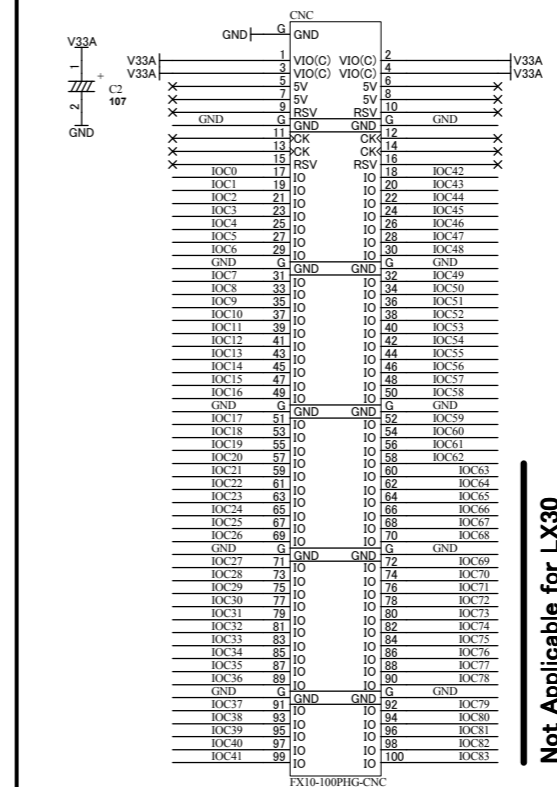 CNC
GND G GND
V33A
V33A 1 VIO(C) VIO(C) 2 V33A
V33A 3 VIO(C) VIO(C) 4 V33A
5 5V 5V 6
7 5V 5V 8
9 RSV RSV 10
GND G GND GND G GND
11 CK CK 12
13 CK CK 14
15 RSV RSV 16
IOC0 17 IO IO 18 IOC42
IOC1 19 IO IO 20 IOC43
IOC2 21 IO IO 22 IOC44
IOC3 23 IO IO 24 IOC45
IOC4 25 IO IO 26 IOC46
IOC5 27 IO IO 28 IOC47
IOC6 29 IO IO 30 IOC48
GND G GND GND G GND
IOC7 31 IO IO 32 IOC49
IOC8 33 IO IO 34 IOC50
IOC9 35 IO IO 36 IOC51
IOC10 37 IO IO 38 IOC52
IOC11 39 IO IO 40 IOC53
IOC12 41 IO IO 42 IOC54
IOC13 43 IO IO 44 IOC55
IOC14 45 IO IO 46 IOC56
IOC15 47 IO IO 48 IOC57
IOC16 49 IO IO 50 IOC58
GND G GND GND G GND
IOC17 51 IO IO 52 IOC59
IOC18 53 IO IO 54 IOC60
IOC19 55 IO IO 56 IOC61
IOC20 57 IO IO 58 IOC62
IOC21 59 IO IO 60 IOC63
IOC22 61 IO IO 62 IOC64
IOC23 63 IO IO 64 IOC65
IOC24 65 IO IO 66 IOC66
IOC25 67 IO IO 68 IOC67
IOC26 69 IO IO 70 IOC68
GND G GND GND G GND
IOC27 71 IO IO 72 IOC69
IOC28 73 IO IO 74 IOC70
IOC29 75 IO IO 76 IOC71
IOC30 77 IO IO 78 IOC72
IOC31 79 IO IO 80 IOC73
IOC32 81 IO IO 82 IOC74
IOC33 83 IO IO 84 IOC75
IOC34 85 IO IO 86 IOC76
IOC35 87 IO IO 88 IOC77
IOC36 89 IO IO 90 IOC78
GND G GND GND G GND
IOC37 91 IO IO 92 IOC79
IOC38 93 IO IO 94 IOC80
IOC39 95 IO IO 96 IOC81
IOC40 97 IO IO 98 IOC82
IOC41 99 IO IO 100 IOC83
FX10-100PHG-CNC
1
+
C2
107
2
GND
Not Applicable for LX30